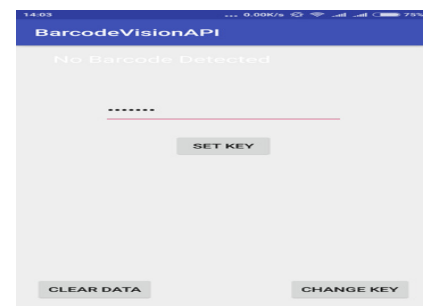 14:03 ... 0.00K/s 75%
BarcodeVisionAPI
No Barcode Detected
•••••••
SET KEY
CLEAR DATA CHANGE KEY